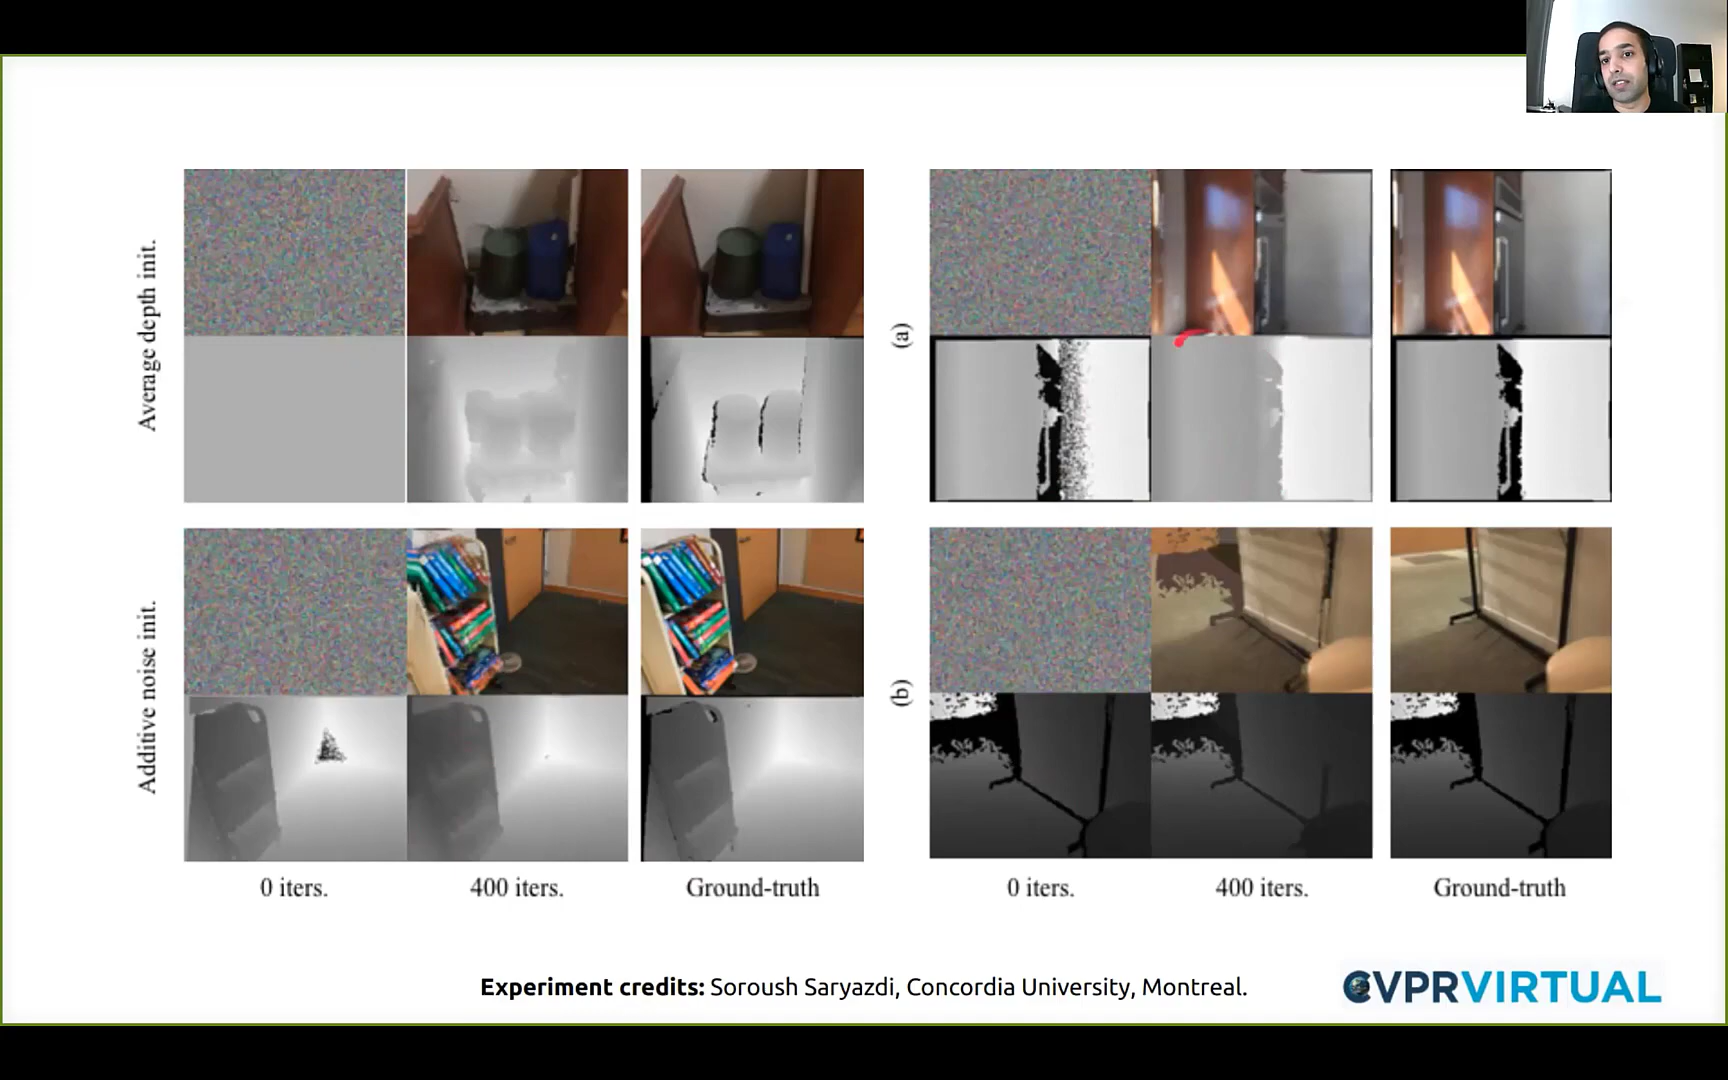 Average depth init.
(a)
Additive noise init.
(b)
0 iters.
400 iters.
Ground-truth
0 iters.
400 iters.
Ground-truth
Experiment credits: Soroush Saryazdi, Concordia University, Montreal.
CVPRVIRTUAL